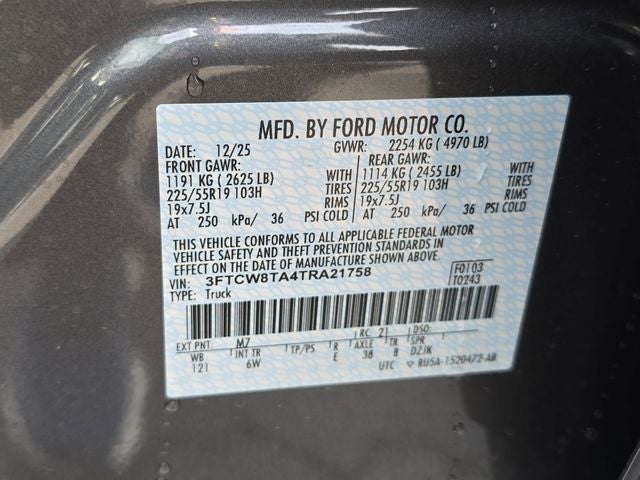 MFD. BY FORD MOTOR CO.
DATE: 12/25 GVWR: 2254 KG ( 4970 LB)
FRONT GAWR: REAR GAWR:
1191 KG ( 2625 LB) WITH 1114 KG ( 2455 LB) WITH
225/55R19 103H TIRES 225/55R19 103H TIRES
19x7.5J RIMS 19x7.5J RIMS
AT 250 kPa/ 36 PSI COLD AT 250 kPa/ 36 PSI COLD
THIS VEHICLE CONFORMS TO ALL APPLICABLE FEDERAL MOTOR
VEHICLE SAFETY AND THEFT PREVENTION STANDARDS IN
EFFECT ON THE DATE OF MANUFACTURE SHOWN ABOVE.
VIN: 3FTCW8TA4TRA21758 F0103
TYPE: Truck T0243
EXT PNT: M7 RC: 21 DSO:
WB INT TR TP/PS R AXLE TR SPR
121 6W E 38 8 DZJK
UTC RU5A-1520472-AB